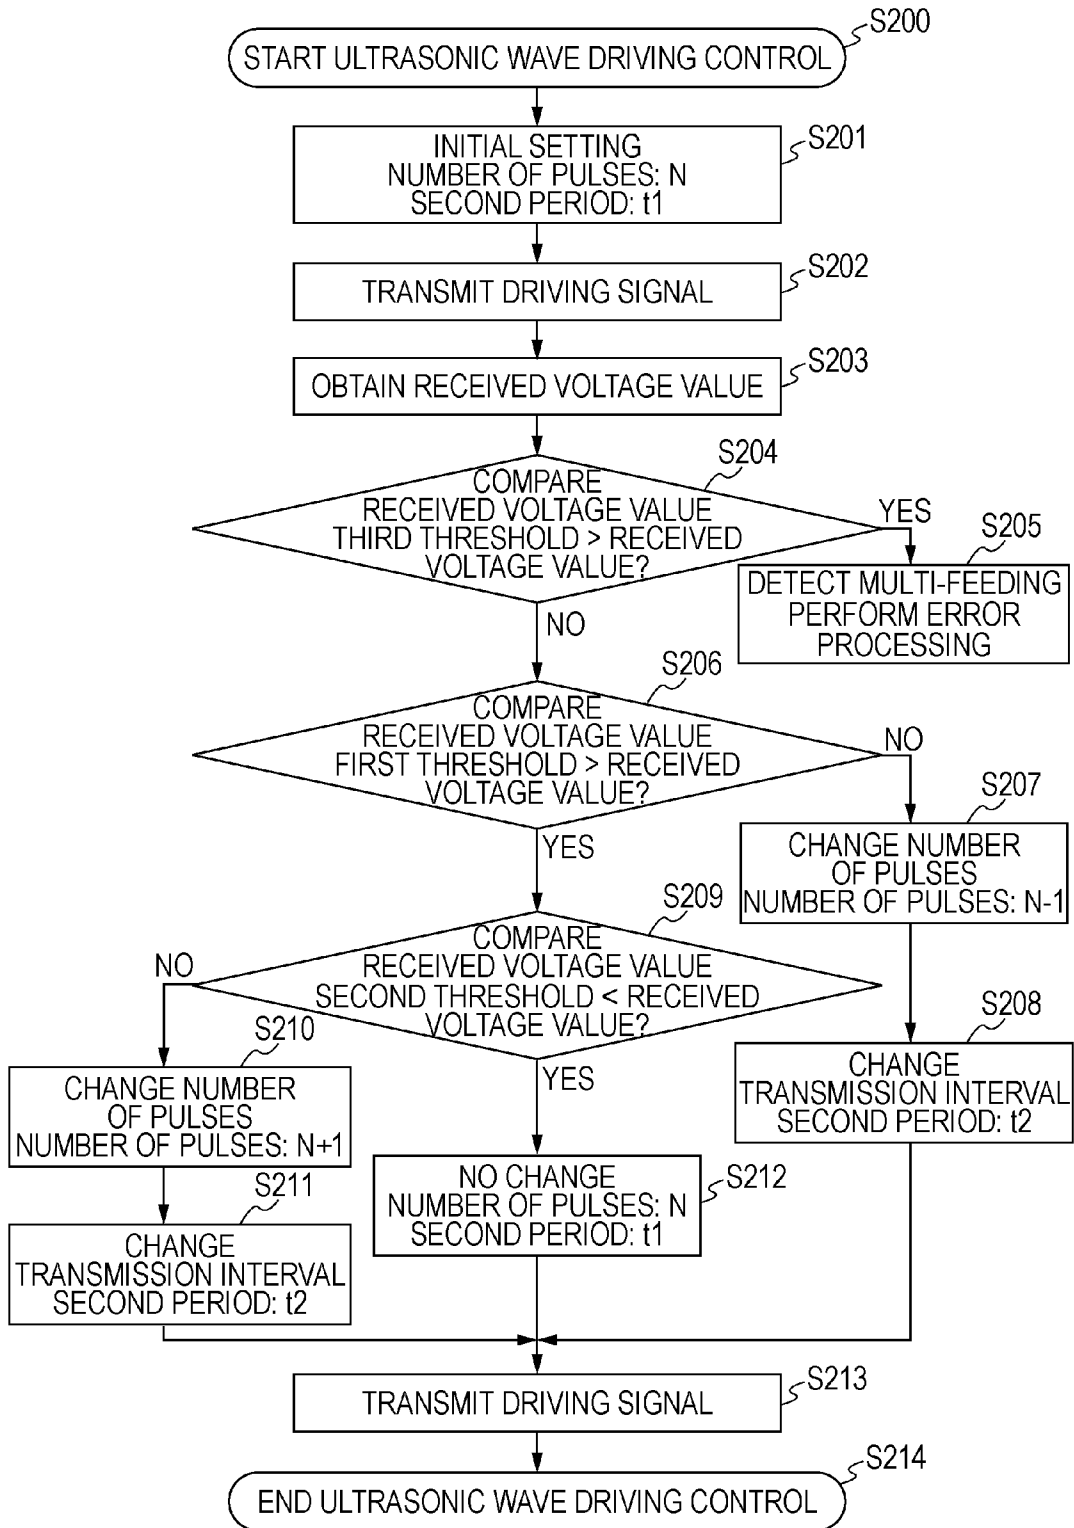 S200
START ULTRASONIC WAVE DRIVING CONTROL
S201
INITIAL SETTING
NUMBER OF PULSES: N
SECOND PERIOD: t1
S202
TRANSMIT DRIVING SIGNAL
S203
OBTAIN RECEIVED VOLTAGE VALUE
S204
COMPARE
RECEIVED VOLTAGE VALUE
THIRD THRESHOLD > RECEIVED
VOLTAGE VALUE?
YES
S205
DETECT MULTI-FEEDING
PERFORM ERROR
PROCESSING
NO
S206
COMPARE
RECEIVED VOLTAGE VALUE
FIRST THRESHOLD > RECEIVED
VOLTAGE VALUE?
NO
S207
CHANGE NUMBER
OF PULSES
NUMBER OF PULSES: N-1
YES
S209
COMPARE
RECEIVED VOLTAGE VALUE
SECOND THRESHOLD < RECEIVED
VOLTAGE VALUE?
NO
S208
CHANGE
TRANSMISSION INTERVAL
SECOND PERIOD: t2
S210
CHANGE NUMBER
OF PULSES
NUMBER OF PULSES: N+1
YES
S212
NO CHANGE
NUMBER OF PULSES: N
SECOND PERIOD: t1
S211
CHANGE
TRANSMISSION INTERVAL
SECOND PERIOD: t2
S213
TRANSMIT DRIVING SIGNAL
S214
END ULTRASONIC WAVE DRIVING CONTROL